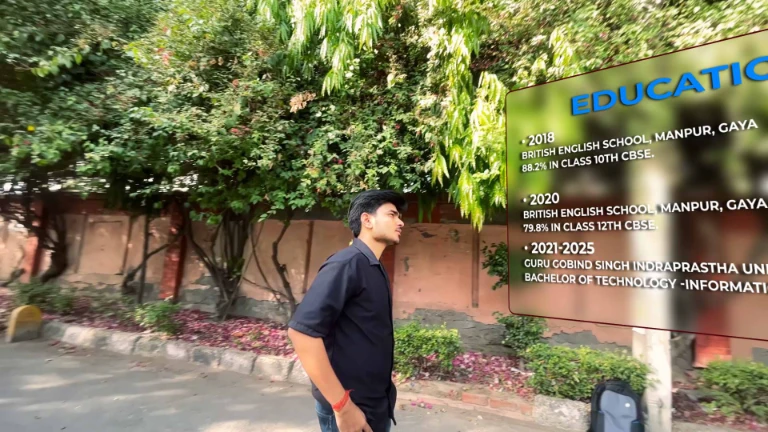 EDUCATIO
• 2018
BRITISH ENGLISH SCHOOL, MANPUR, GAYA
88.2% IN CLASS 10TH CBSE.
• 2020
BRITISH ENGLISH SCHOOL, MANPUR, GAYA
79.8% IN CLASS 12TH CBSE.
• 2021-2025
GURU GOBIND SINGH INDRAPRASTHA UNI
BACHELOR OF TECHNOLOGY -INFORMATI